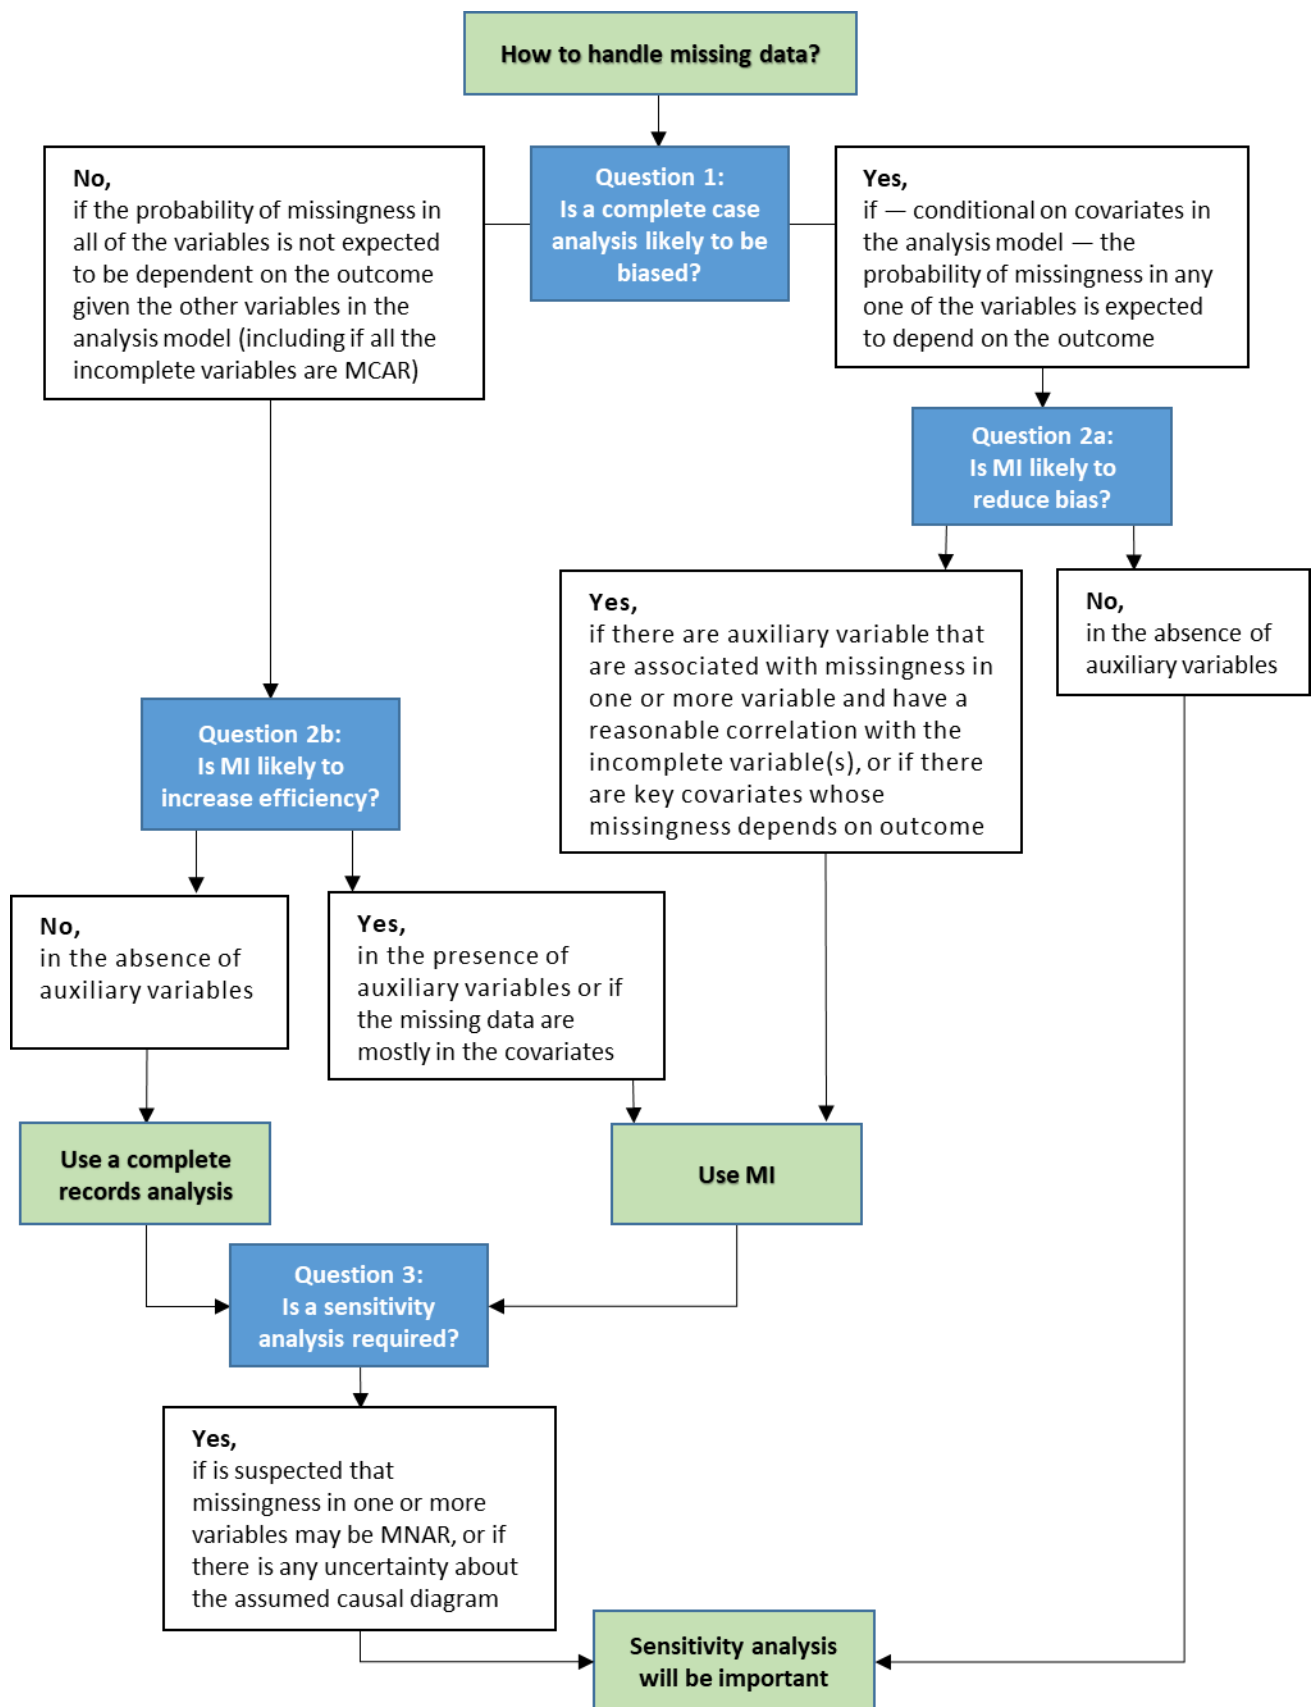 How to handle missing data?
No,
if the probability of missingness in
all of the variables is not expected
to be dependent on the outcome
given the other variables in the
analysis model (including if all the
incomplete variables are MCAR)
Question 1:
Is a complete case
analysis likely to be
biased?
Yes,
if — conditional on covariates in
the analysis model — the
probability of missingness in any
one of the variables is expected
to depend on the outcome
Question 2a:
Is MI likely to
reduce bias?
Yes,
if there are auxiliary variable that
are associated with missingness in
one or more variable and have a
reasonable correlation with the
incomplete variable(s), or if there
are key covariates whose
missingness depends on outcome
No,
in the absence of
auxiliary variables
Question 2b:
Is MI likely to
increase efficiency?
No,
in the absence of
auxiliary variables
Yes,
in the presence of
auxiliary variables or if
the missing data are
mostly in the covariates
Use a complete
records analysis
Use MI
Question 3:
Is a sensitivity
analysis required?
Yes,
if is suspected that
missingness in one or more
variables may be MNAR, or if
there is any uncertainty about
the assumed causal diagram
Sensitivity analysis
will be important